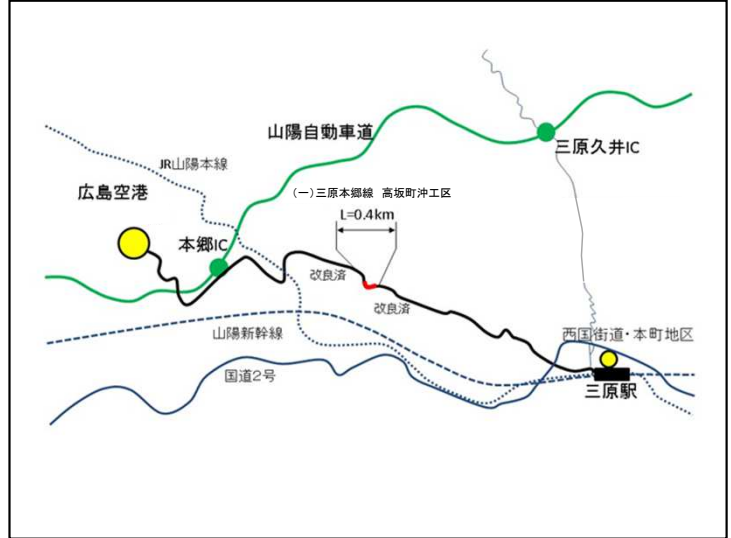 山陽自動車道
三原久井IC
JR山陽本線
広島空港
(一)三原本郷線 高坂町沖工区
L=0.4km
本郷IC
改良済
改良済
山陽新幹線
西国街道・本町地区
国道2号
三原駅